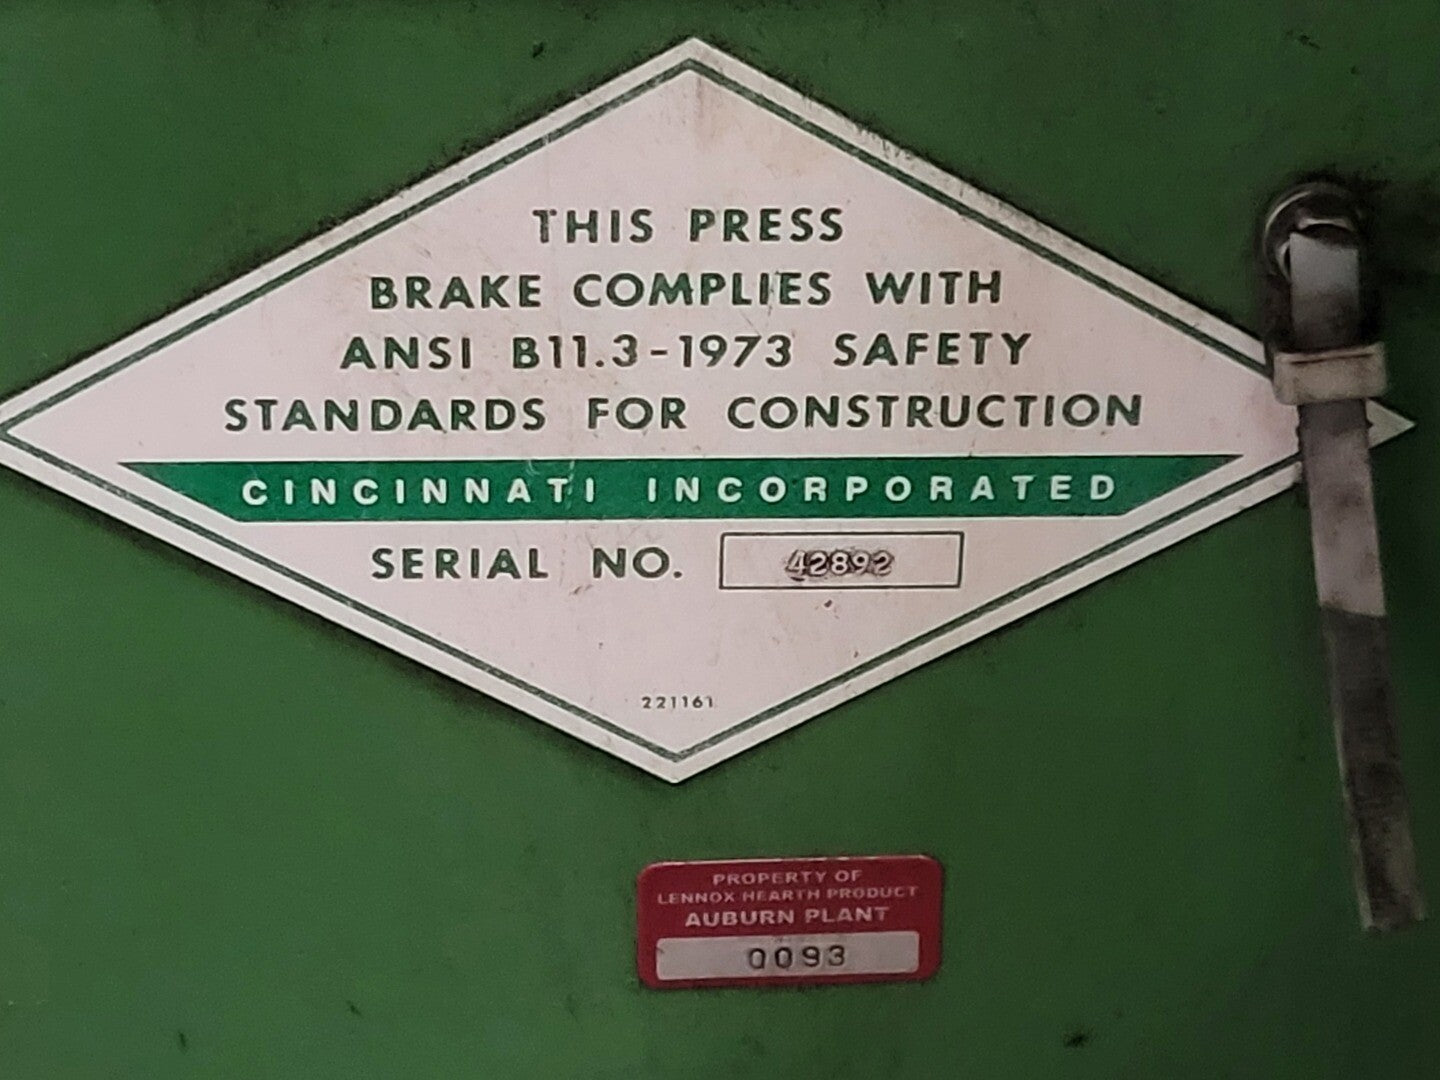 THIS PRESS
BRAKE COMPLIES WITH
ANSI B11.3-1973 SAFETY
STANDARDS FOR CONSTRUCTION
CINCINNATI INCORPORATED
SERIAL NO. 42892
221161
PROPERTY OF
LENNOX HEARTH PRODUCT
AUBURN PLANT
0093